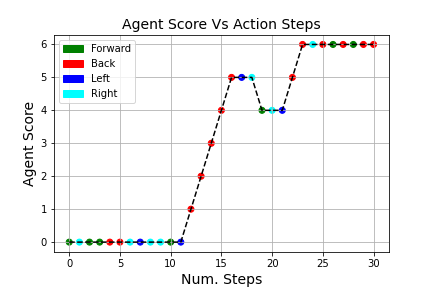 Agent Score Vs Action Steps
Agent Score
6
5
4
3
2
1
0
Forward
Back
Left
Right
0 5 10 15 20 25 30
Num. Steps